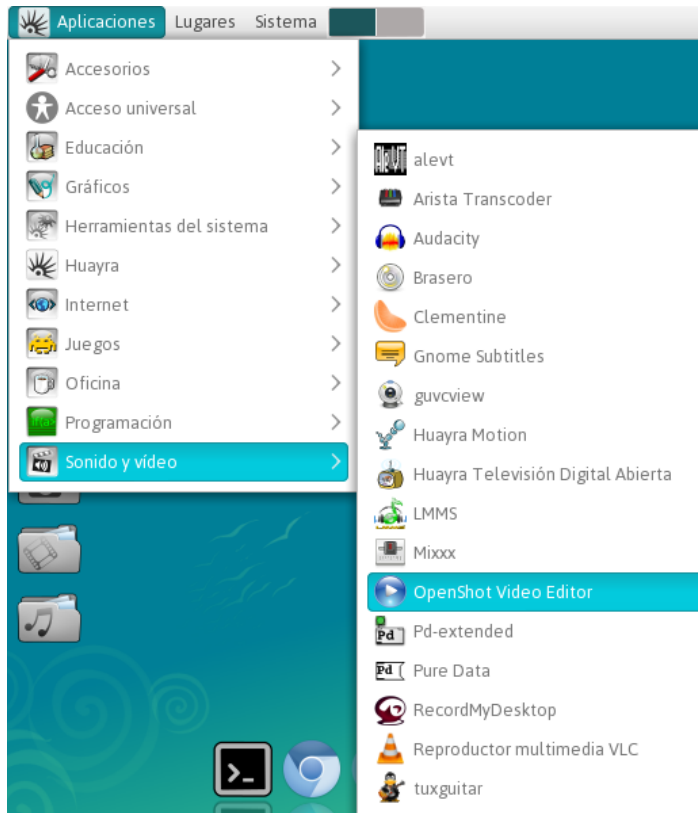 Aplicaciones Lugares Sistema
Accesorios
Acceso universal
Educación
Gráficos
Herramientas del sistema
Huayra
Internet
Juegos
Oficina
Programación
Sonido y vídeo
alevt
Arista Transcoder
Audacity
Brasero
Clementine
Gnome Subtitles
guvcview
Huayra Motion
Huayra Televisión Digital Abierta
LMMS
Mixxx
OpenShot Video Editor
Pd-extended
Pure Data
RecordMyDesktop
Reproductor multimedia VLC
tuxguitar